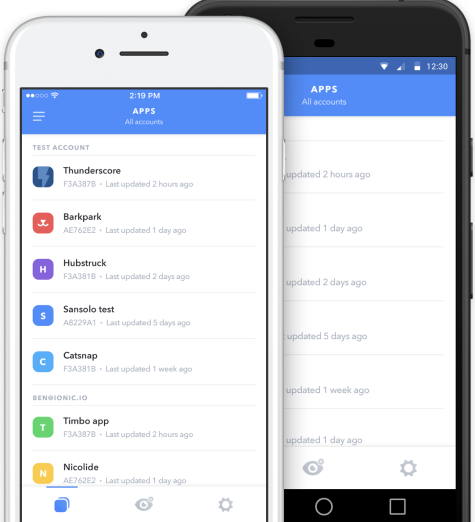 2:19 PM
APPS
All accounts
TEST ACCOUNT
Thunderscore
F3A387B • Last updated 2 hours ago
Barkpark
AE762E2 • Last updated 1 day ago
H
Hubstruck
F3A381B • Last updated 2 days ago
S
Sansolo test
A8229A1 • Last updated 5 days ago
C
Catsnap
F3A381B • Last updated 1 week ago
BEN@IONIC.IO
T
Timbo app
F3A387B • Last updated 2 hours ago
N
Nicolide
AE762E2 • Last updated 1 day ago
12:30
APPS
All accounts
updated 2 hours ago
updated 1 day ago
updated 2 days ago
updated 5 days ago
updated 1 week ago
updated 1 day ago